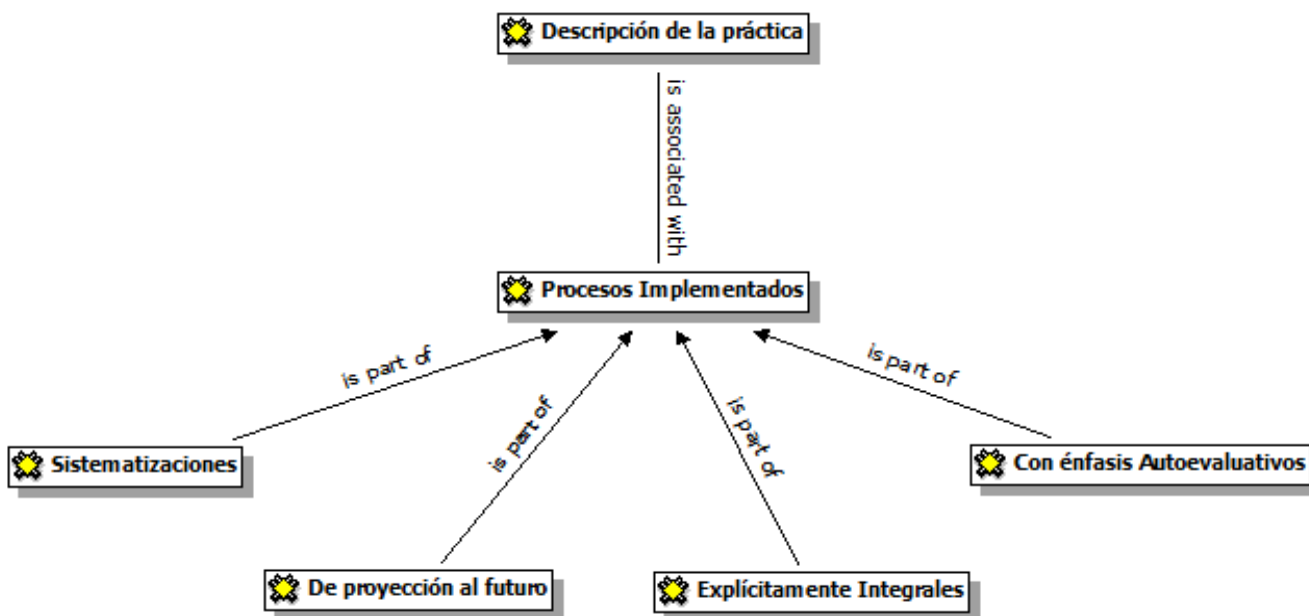 Descripción de la práctica
is associated with
Procesos Implementados
is part of
is part of
is part of
is part of
Sistematizaciones
Con énfasis Autoevaluativos
De proyección al futuro
Explícitamente Integrales